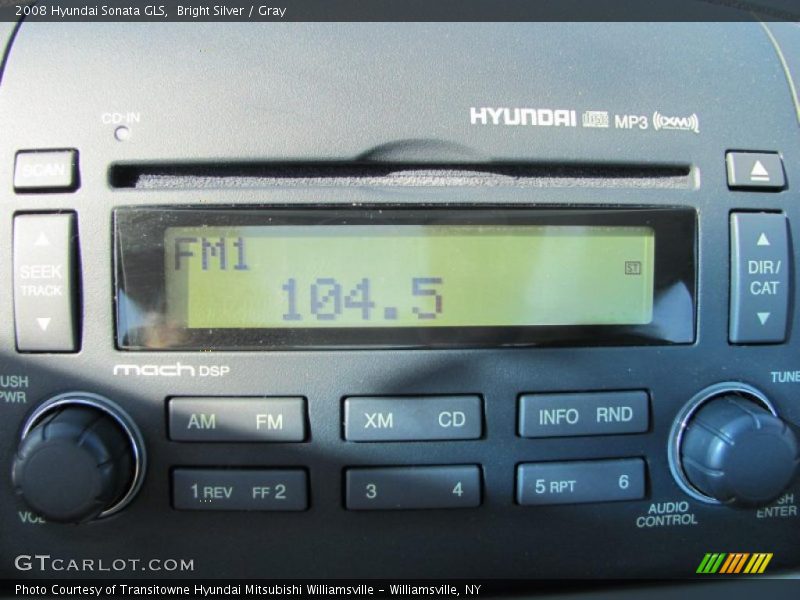 2008 Hyundai Sonata GLS, Bright Silver / Gray
CD-IN
HYUNDAI disc MP3 ((XM))
SCAN
FM1
ST
SEEK
TRACK
DIR/
CAT
104.5
mach DSP
PUSH
PWR
TUNE
AM FM
XM CD
INFO RND
1 REV FF 2
3 4
5 RPT 6
VOL
AUDIO
CONTROL
PUSH
ENTER
GTCARLOT.COM
Photo Courtesy of Transitowne Hyundai Mitsubishi Williamsville - Williamsville, NY